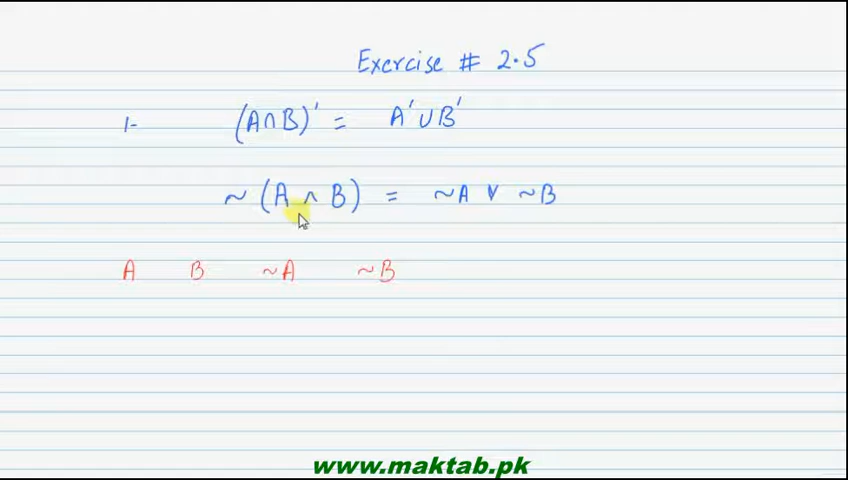 Exercise # 2.5
1- (A∩B)' = A'∪B'
~ (A ∧ B) = ~A ∨ ~B
A B ~A ~B
www.maktab.pk